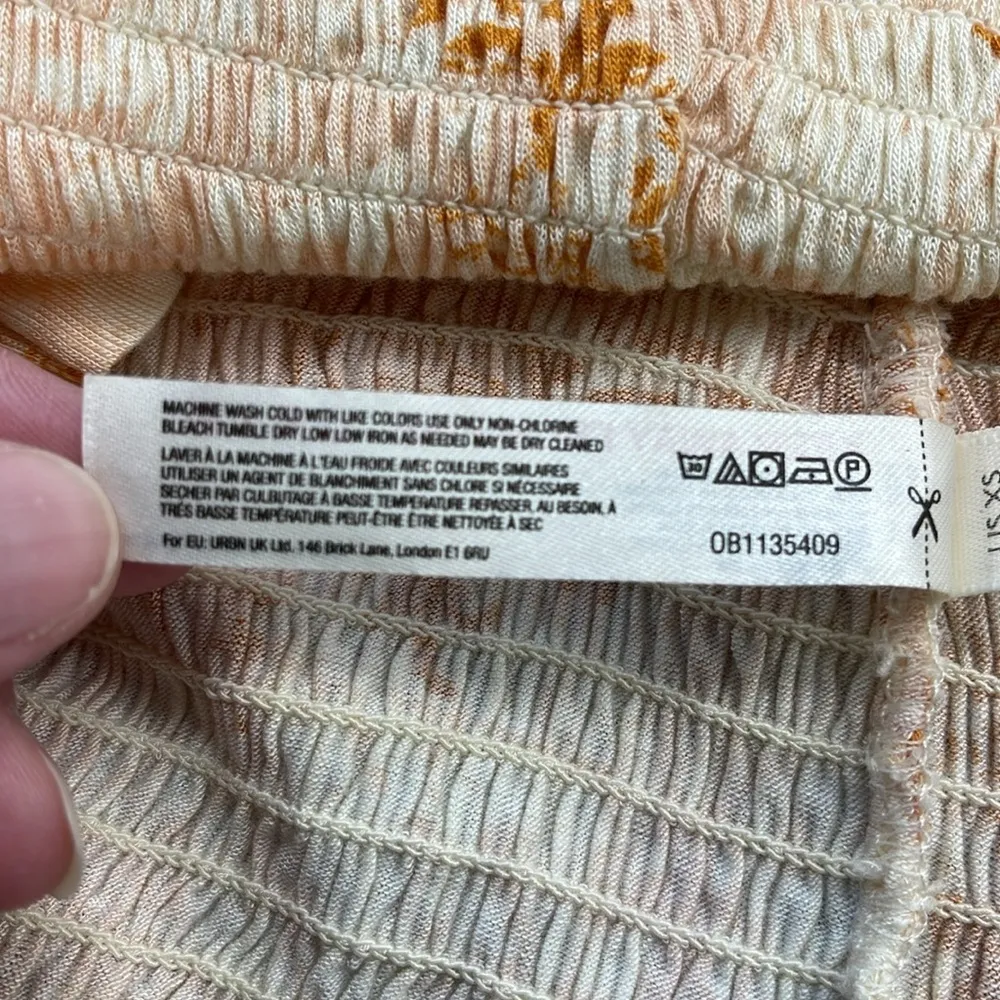 MACHINE WASH COLD WITH LIKE COLORS USE ONLY NON-CHLORINE
BLEACH TUMBLE DRY LOW LOW IRON AS NEEDED MAY BE DRY CLEANED
LAVER À LA MACHINE À L'EAU FROIDE AVEC COULEURS SIMILAIRES
UTILISER UN AGENT DE BLANCHIMENT SANS CHLORE SI NÉCESSAIRE
SECHER PAR CULBUTAGE À BASSE TEMPERATURE REPASSER, AU BESOIN, À
TRÉS BASSE TEMPÉRATURE PEUT-ÊTRE ÊTRE NETTOYÉE À SEC
For EU: URBN UK Ltd. 146 Brick Lane, London E1 6RU
30
P
OB1135409
US XS